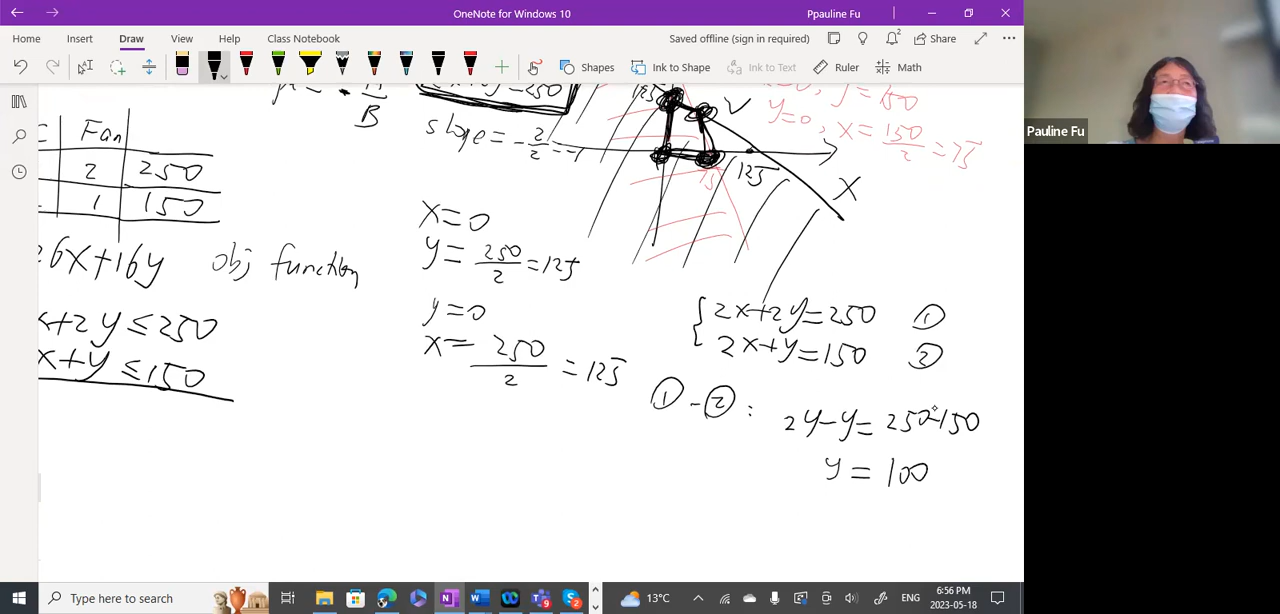 OneNote for Windows 10
Ppauline Fu
Home Insert Draw View Help Class Notebook
Saved offline (sign in required)
Share
Shapes Ink to Shape Ink to Text Ruler Math
Pauline Fu
B
slope = -2/2 = -1
y=150
y=0, x = 150/2 = 75
Fan
2 250
1 150
26x+16y obj function
x+2y ≤ 250
x+y ≤ 150
x=0
y = 250/2 = 125
y=0
x = 250/2 = 125
125
75
X
2x+2y=250 ①
2x+y=150 ②
① - ② : 2y-y = 250-150
y = 100
Type here to search
13°C
ENG
6:56 PM
2023-05-18